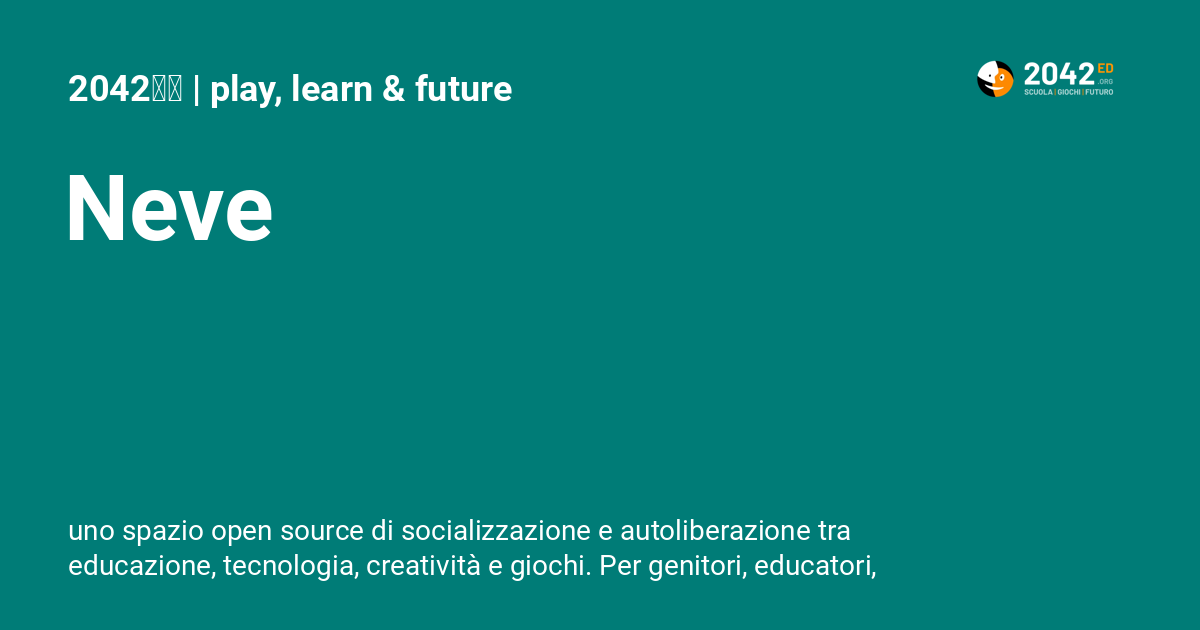 2042 | play, learn & future
2042 ED
.ORG
SCUOLA | GIOCHI | FUTURO
Neve
uno spazio open source di socializzazione e autoliberazione tra
educazione, tecnologia, creatività e giochi. Per genitori, educatori,